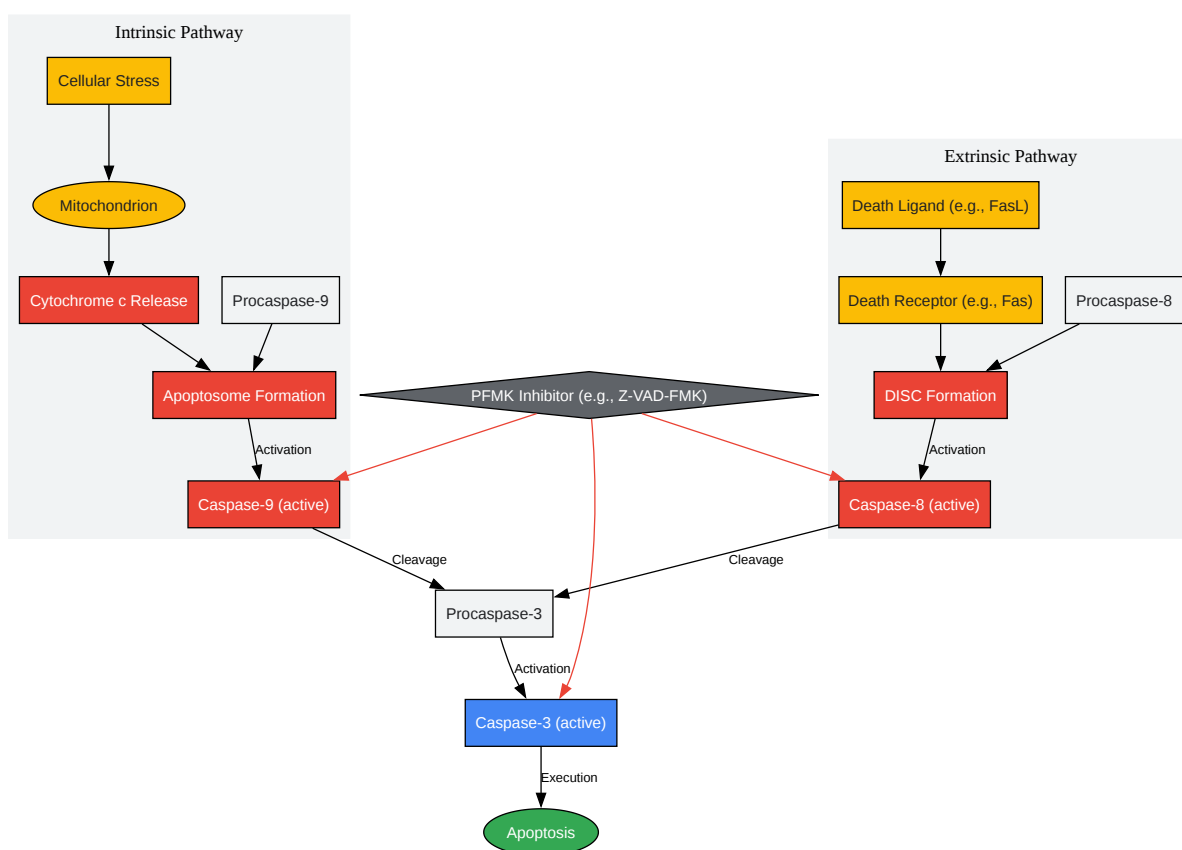 Intrinsic Pathway
Cellular Stress
Extrinsic Pathway
Mitochondrion
Death Ligand (e.g., FasL)
Cytochrome c Release
Procaspase-9
Death Receptor (e.g., Fas)
Procaspase-8
Apoptosome Formation
PFMK Inhibitor (e.g., Z-VAD-FMK)
DISC Formation
Activation
Activation
Caspase-9 (active)
Caspase-8 (active)
Cleavage
Cleavage
Procaspase-3
Activation
Caspase-3 (active)
Execution
Apoptosis